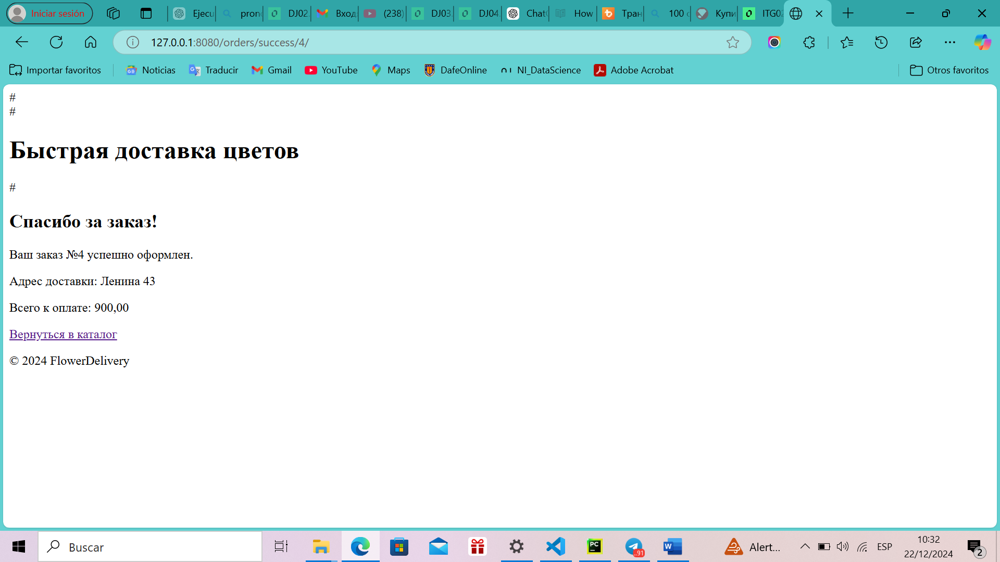 Iniciar sesión
Ejecu
pron
DJ02.
Вход
(238)
DJ03
DJ04.
Chat
How
Тран
100
Купи
ITG02
127.0.0.1:8080/orders/success/4/
Importar favoritos
Noticias
Traducir
Gmail
YouTube
Maps
DafeOnline
NI_DataScience
Adobe Acrobat
Otros favoritos
#
#
Быстрая доставка цветов
#
Спасибо за заказ!
Ваш заказ №4 успешно оформлен.
Адрес доставки: Ленина 43
Всего к оплате: 900,00
Вернуться в каталог
© 2024 FlowerDelivery
Buscar
Alert...
ESP
10:32
22/12/2024
2